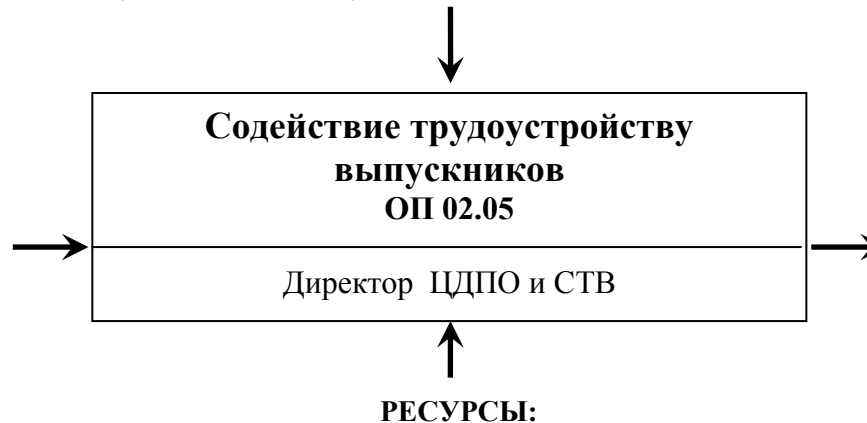 Содействие трудоустройству
выпускников
ОП 02.05
Директор ЦДПО и СТВ
РЕСУРСЫ: